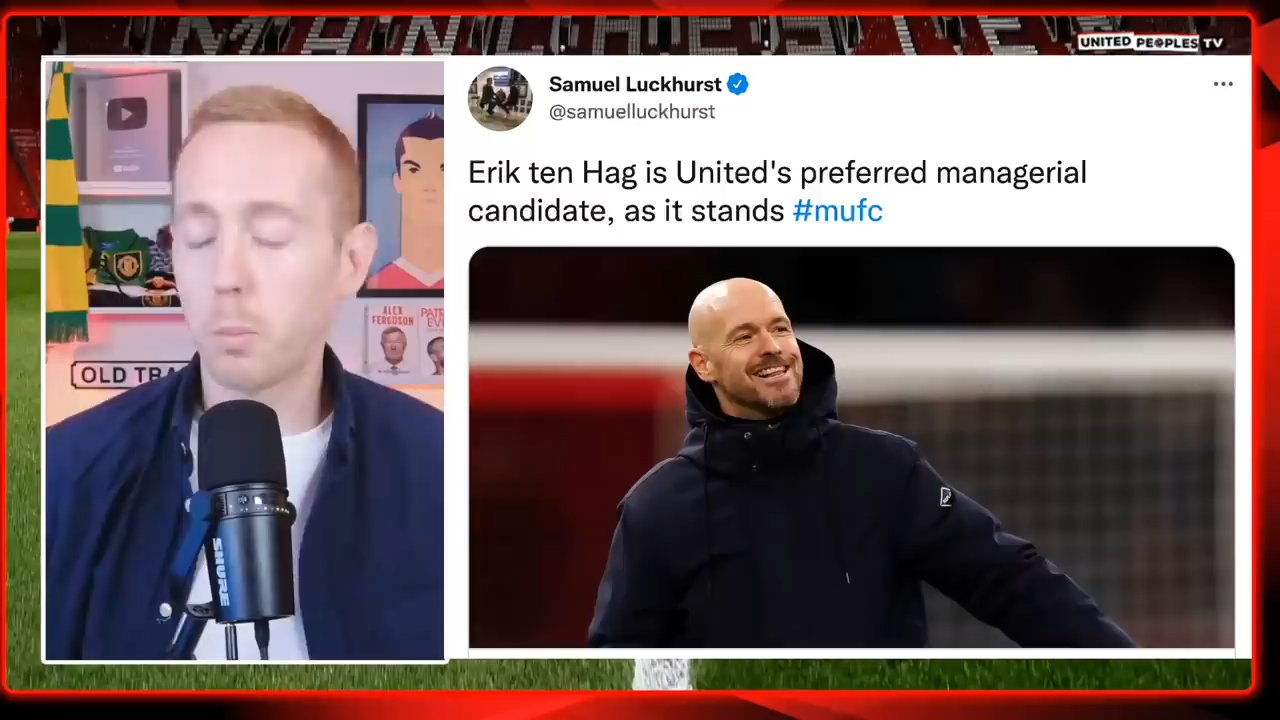 MANCHESTER
UNITED PEOPLES TV
Samuel Luckhurst
@samuelluckhurst
Erik ten Hag is United's preferred managerial
candidate, as it stands #mufc
ALEX
FERGUSON
OLD TRA
SHURE